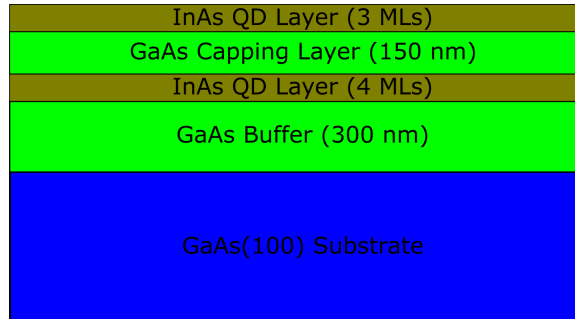 InAs QD Layer (3 MLs)
GaAs Capping Layer (150 nm)
InAs QD Layer (4 MLs)
GaAs Buffer (300 nm)
GaAs(100) Substrate